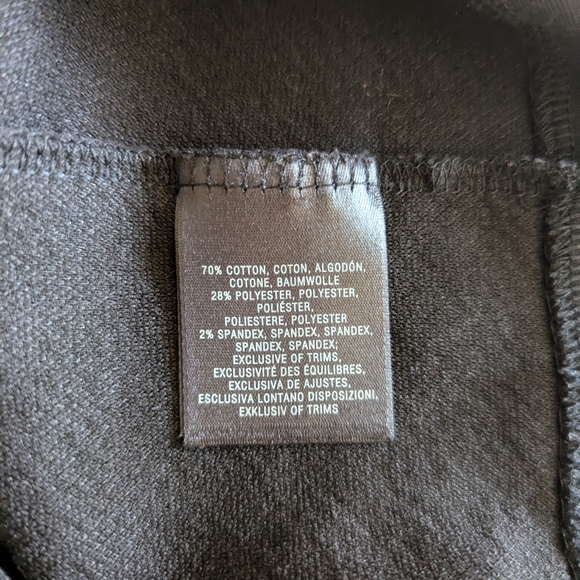 70% COTTON, COTON, ALGODÓN,
COTONE, BAUMWOLLE
28% POLYESTER, POLYESTER,
POLIÉSTER,
POLIESTERE, POLYESTER
2% SPANDEX, SPANDEX, SPANDEX,
SPANDEX, SPANDEX;
EXCLUSIVE OF TRIMS,
EXCLUSIVITÉ DES ÉQUILIBRES,
EXCLUSIVA DE AJUSTES,
ESCLUSIVA LONTANO DISPOSIZIONI,
EXKLUSIV OF TRIMS